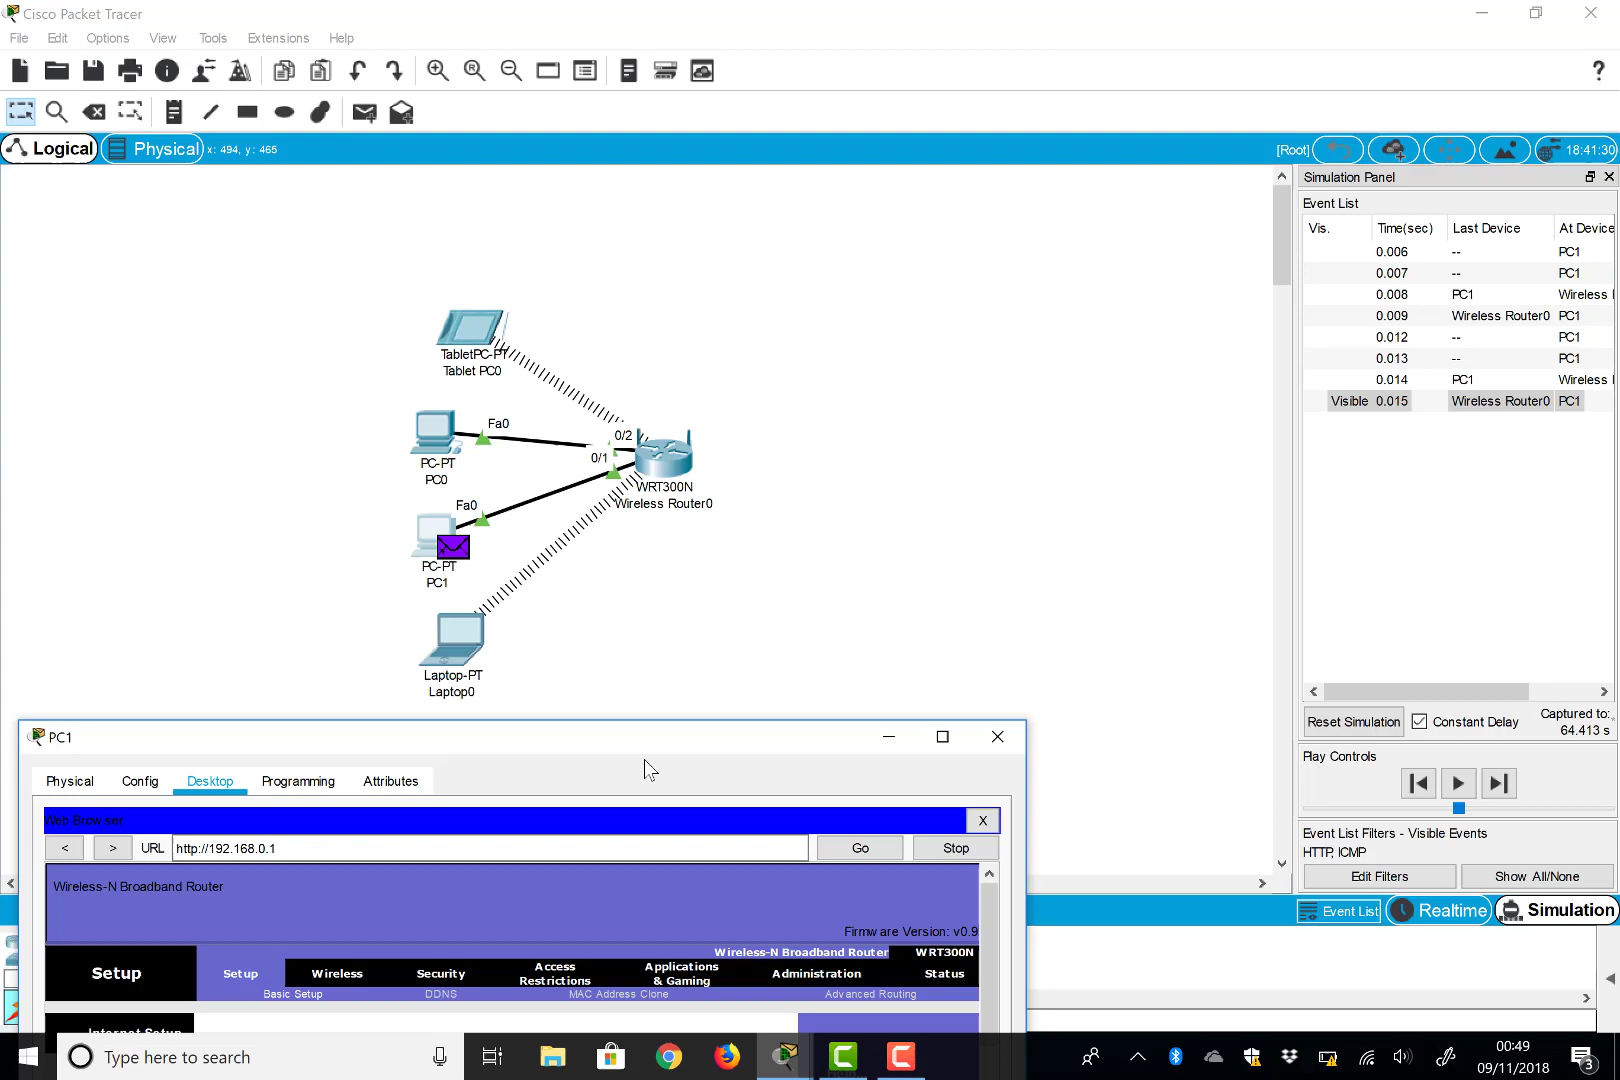 Cisco Packet Tracer
File Edit Options View Tools Extensions Help
?
Logical Physical x: 494, y: 465 [Root] 18:41:30
Simulation Panel
Event List
Vis. Time(sec) Last Device At Device
0.006 -- PC1
0.007 -- PC1
0.008 PC1 Wireless
0.009 Wireless Router0 PC1
0.012 -- PC1
0.013 -- PC1
0.014 PC1 Wireless
Visible 0.015 Wireless Router0 PC1
TabletPC-PT
Tablet PC0
Fa0
0/2
0/1
PC-PT
PC0
WRT300N
Wireless Router0
Fa0
PC-PT
PC1
Laptop-PT
Laptop0
Reset Simulation Constant Delay Captured to:
64.413 s
Play Controls
Event List Filters - Visible Events
HTTP, ICMP
Edit Filters Show All/None
Event List Realtime Simulation
PC1
Physical Config Desktop Programming Attributes
Web Browser X
< > URL http://192.168.0.1 Go Stop
Wireless-N Broadband Router
Firmware Version: v0.9
Wireless-N Broadband Router WRT300N
Setup Setup Wireless Security Access Restrictions Applications & Gaming Administration Status
Basic Setup DDNS MAC Address Clone Advanced Routing
Internet Setup
Type here to search
00:49
09/11/2018
3